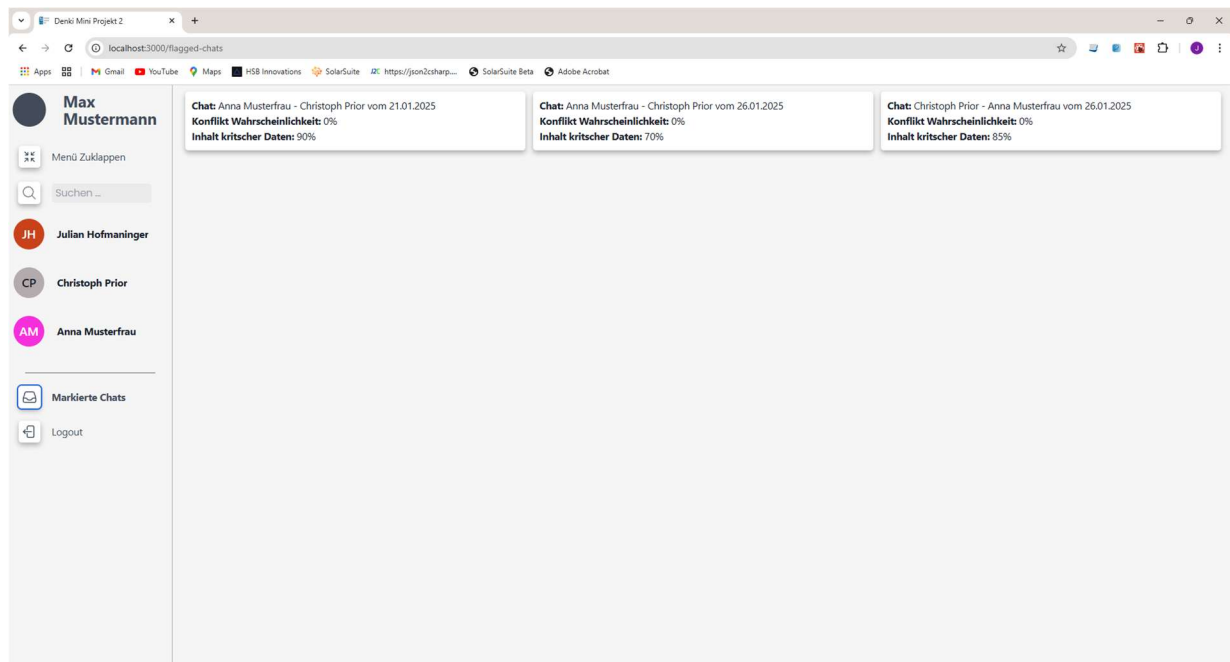 Denki Mini Projekt 2
localhost:3000/flagged-chats
Apps Gmail YouTube Maps HSB Innovations SolarSuite https://json2csharp.... SolarSuite Beta Adobe Acrobat
J
Max
Mustermann
Menü Zuklappen
Suchen ...
JH Julian Hofmaninger
CP Christoph Prior
AM Anna Musterfrau
Markierte Chats
Logout
Chat: Anna Musterfrau - Christoph Prior vom 21.01.2025
Konflikt Wahrscheinlichkeit: 0%
Inhalt kritscher Daten: 90%
Chat: Anna Musterfrau - Christoph Prior vom 26.01.2025
Konflikt Wahrscheinlichkeit: 0%
Inhalt kritscher Daten: 70%
Chat: Christoph Prior - Anna Musterfrau vom 26.01.2025
Konflikt Wahrscheinlichkeit: 0%
Inhalt kritscher Daten: 85%